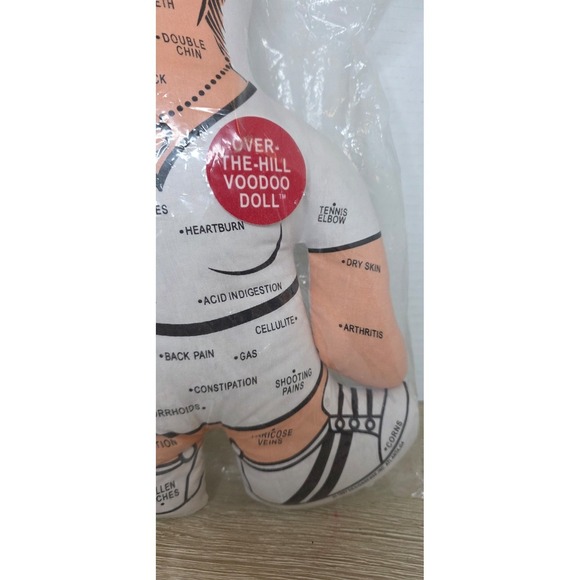 •DOUBLE
CHIN
OVER-
THE-HILL
VOODOO
DOLL™
TENNIS
ELBOW
•HEARTBURN
•DRY SKIN
•ACID INDIGESTION
CELLULITE•
•ARTHRITIS
•BACK PAIN
•GAS
SHOOTING
PAINS
•CONSTIPATION
VEINS
•CORNS